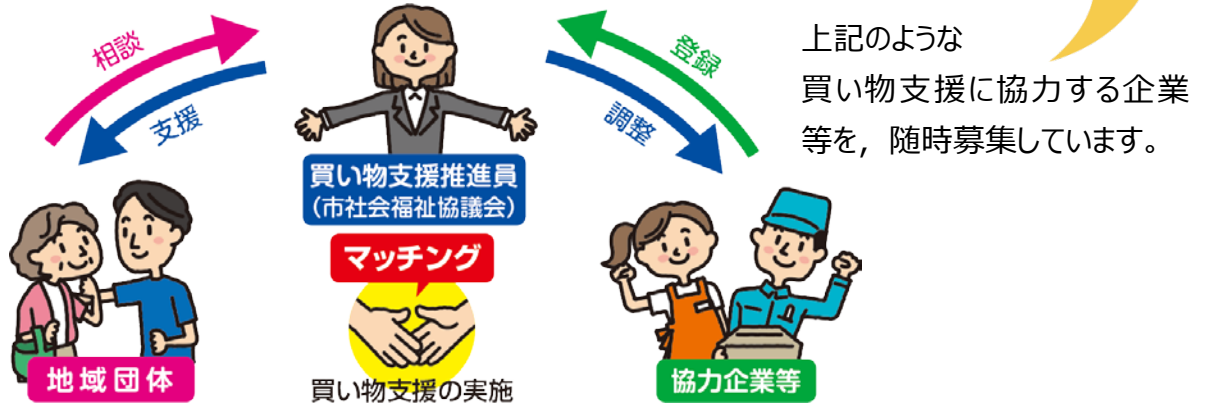 相談
支援
登録
調整
上記のような
買い物支援に協力する企業
等を，随時募集しています。
買い物支援推進員
（市社会福祉協議会）
マッチング
地域団体
買い物支援の実施
協力企業等